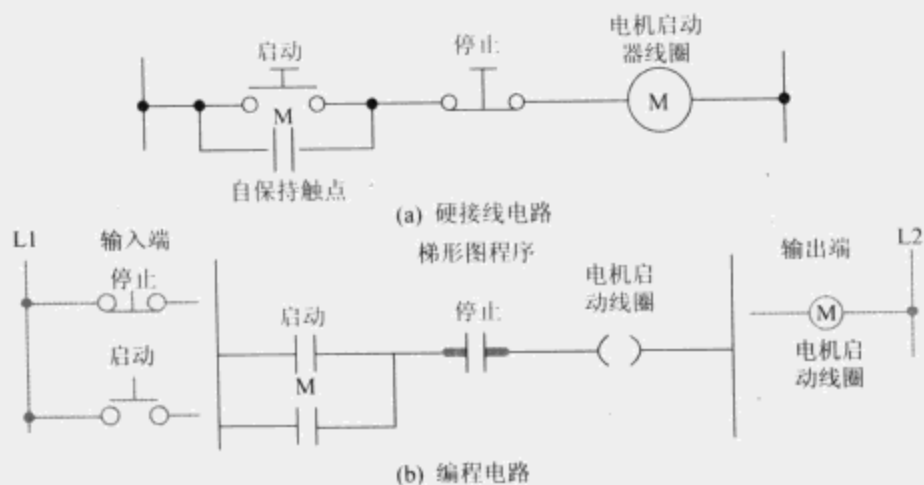 启动
停止
电机启动
器线圈
M
M
自保持触点
(a) 硬接线电路
L1
输入端
停止
启动
梯形图程序
启动
M
停止
电机启
动线圈
输出端
L2
M
电机启
动线圈
(b) 编程电路